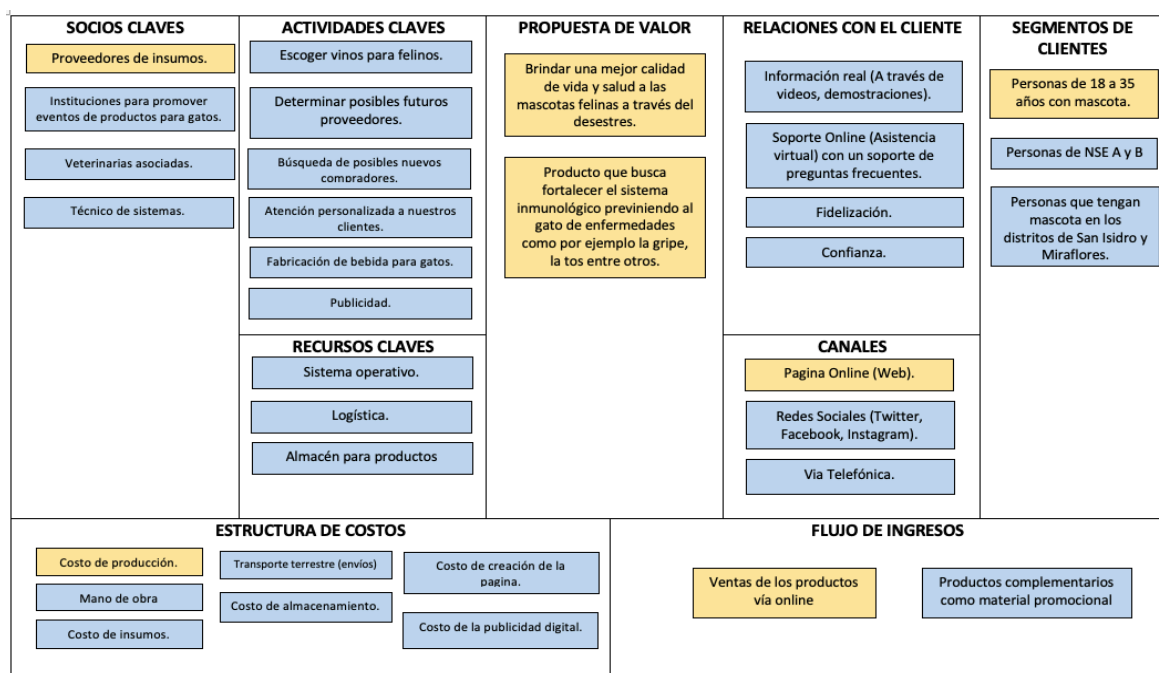 SOCIOS CLAVES
Proveedores de insumos.
Instituciones para promover
eventos de productos para gatos.
Veterinarias asociadas.
Técnico de sistemas.
ACTIVIDADES CLAVES
Escoger vinos para felinos.
Determinar posibles futuros
proveedores.
Búsqueda de posibles nuevos
compradores.
Atención personalizada a nuestros
clientes.
Fabricación de bebida para gatos.
Publicidad.
RECURSOS CLAVES
Sistema operativo.
Logística.
Almacén para productos
PROPUESTA DE VALOR
Brindar una mejor calidad
de vida y salud a las
mascotas felinas a través del
desestres.
Producto que busca
fortalecer el sistema
inmunológico previniendo al
gato de enfermedades
como por ejemplo la gripe,
la tos entre otros.
RELACIONES CON EL CLIENTE
Información real (A través de
videos, demostraciones).
Soporte Online (Asistencia
virtual) con un soporte de
preguntas frecuentes.
Fidelización.
Confianza.
CANALES
Pagina Online (Web).
Redes Sociales (Twitter,
Facebook, Instagram).
Via Telefónica.
SEGMENTOS DE
CLIENTES
Personas de 18 a 35
años con mascota.
Personas de NSE A y B
Personas que tengan
mascota en los
distritos de San Isidro y
Miraflores.
ESTRUCTURA DE COSTOS
Costo de producción.
Mano de obra
Costo de insumos.
Transporte terrestre (envíos)
Costo de almacenamiento.
Costo de creación de la
pagina.
Costo de la publicidad digital.
FLUJO DE INGRESOS
Ventas de los productos
vía online
Productos complementarios
como material promocional